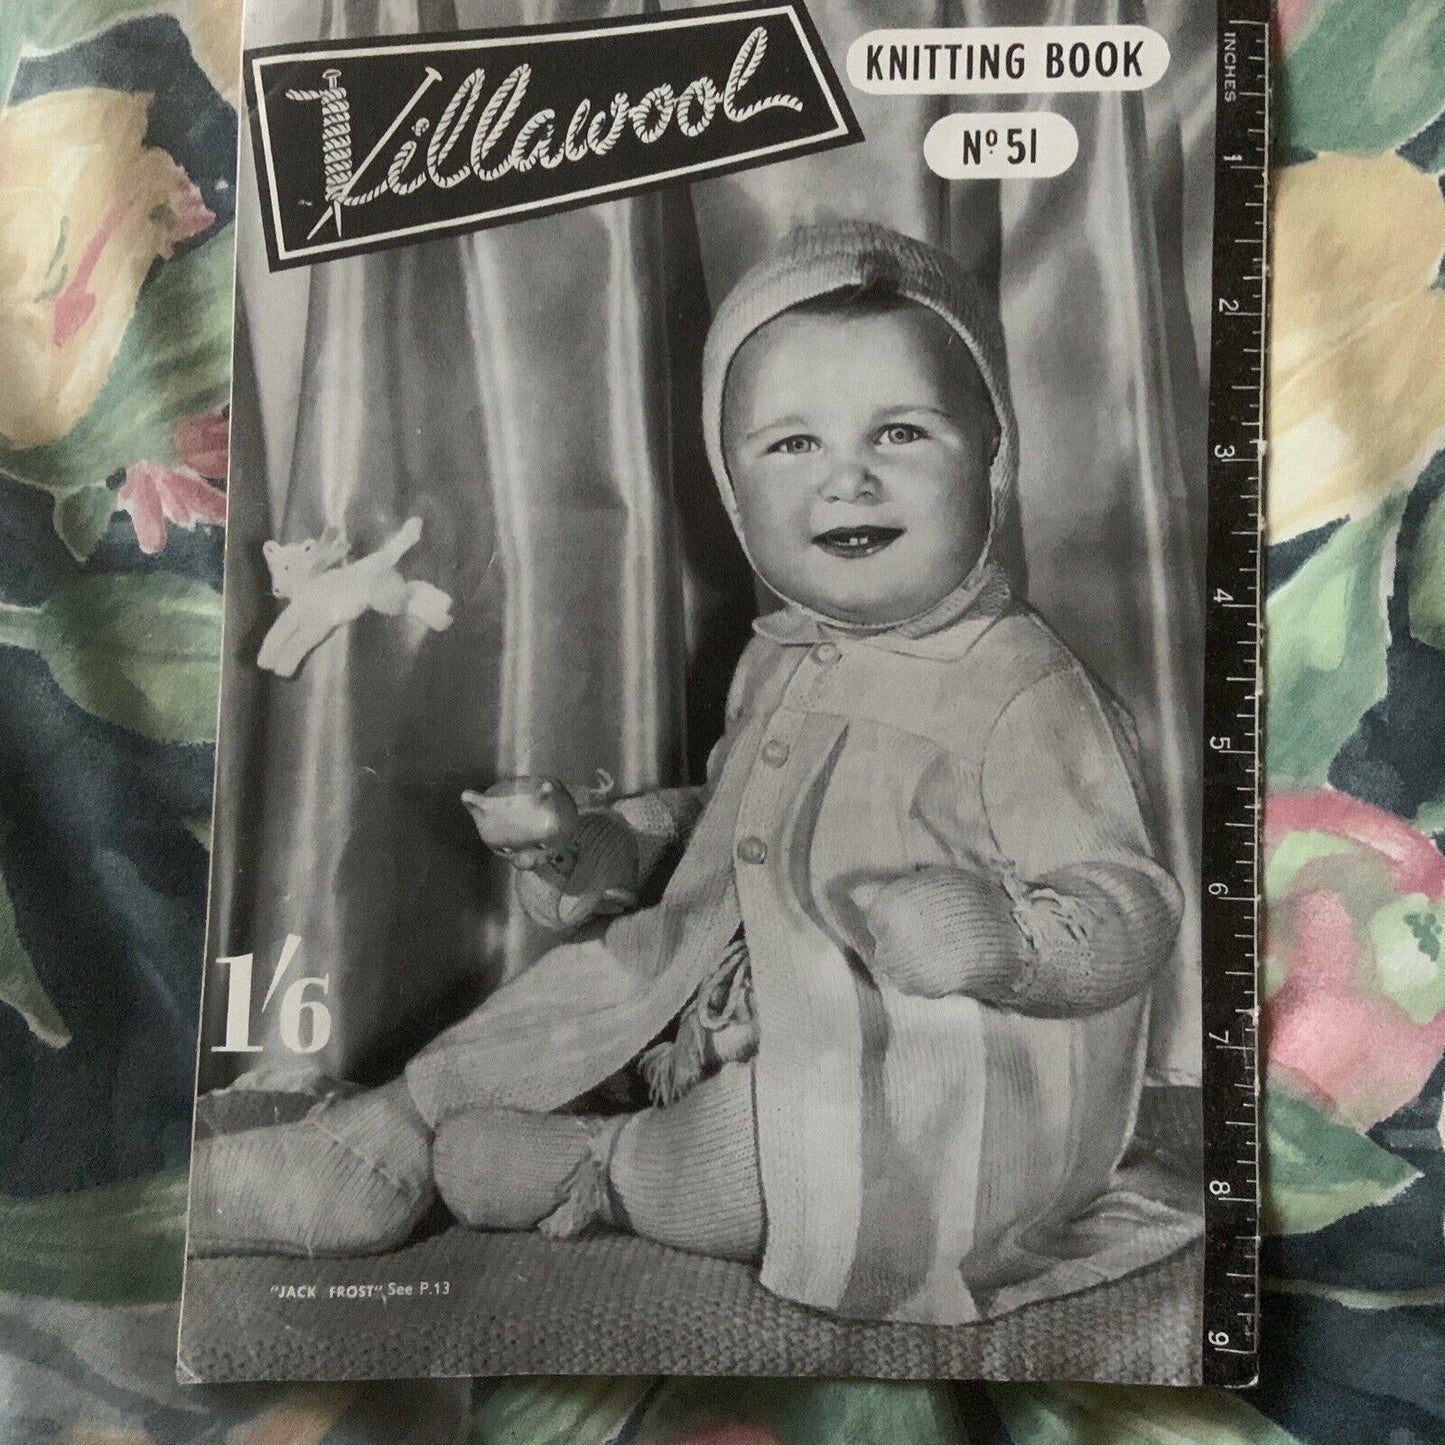 Villawool
KNITTING BOOK
Nº 51
INCHES
1
2
3
4
5
6
7
8
9
1/6
"JACK FROST" See P.13